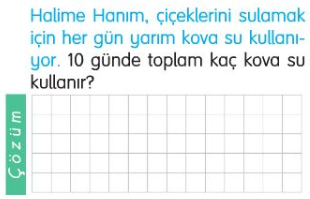 Halime Hanım, çiçeklerini sulamak
için her gün yarım kova su kullanı-
yor. 10 günde toplam kaç kova su
kullanır?
Çözüm